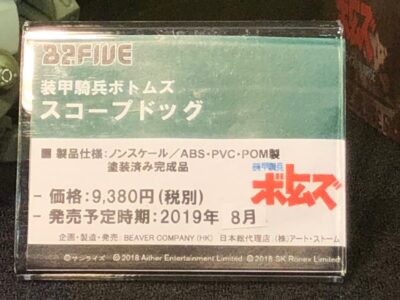 82FIVE
装甲騎兵ボトムズ
スコープドッグ
■ 製品仕様:ノンスケール/ABS・PVC・POM製
塗装済み完成品
- 価格:9,380円(税別)
- 発売予定時期:2019年 8月
装甲騎兵
ボトムズ
企画・製造・発売:BEAVER COMPANY(HK) 日本総代理店 (株)アート・ストーム
©サンライズ ©2018 Aither Entertainment Limited ©2018 SK Ronex Limited